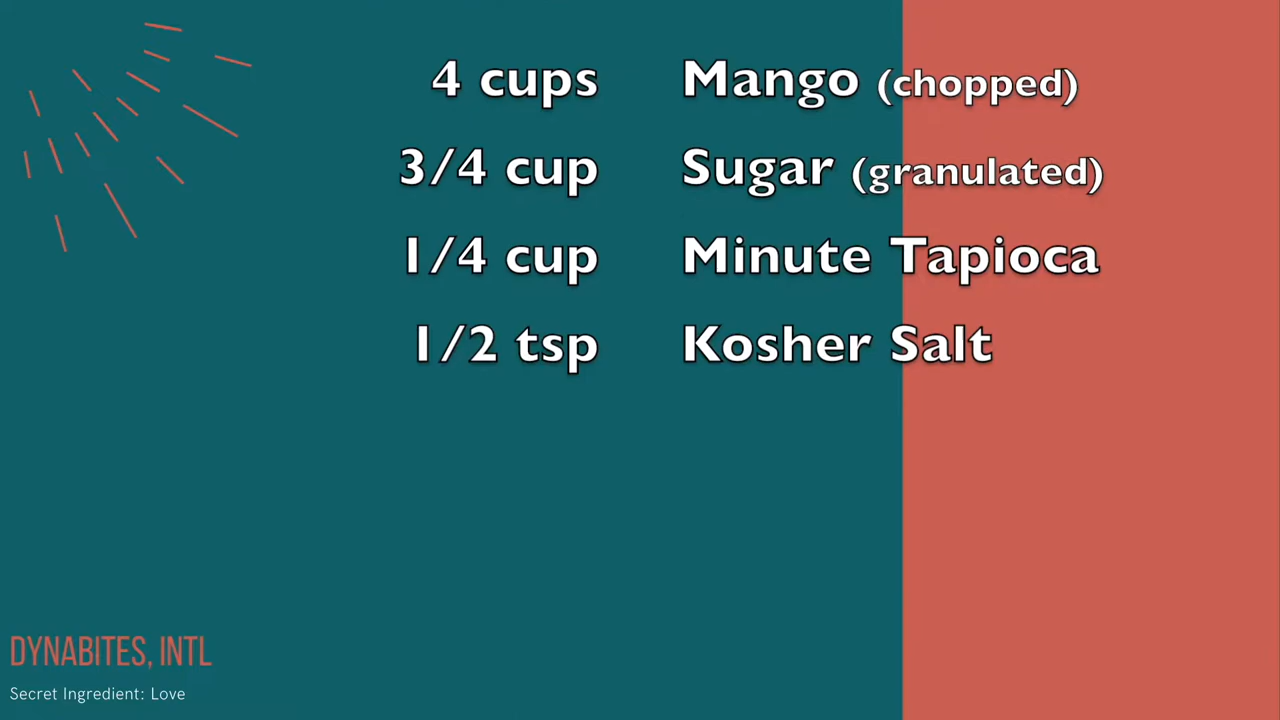 4 cups Mango (chopped)
3/4 cup Sugar (granulated)
1/4 cup Minute Tapioca
1/2 tsp Kosher Salt
DYNABITES, INTL
Secret Ingredient: Love